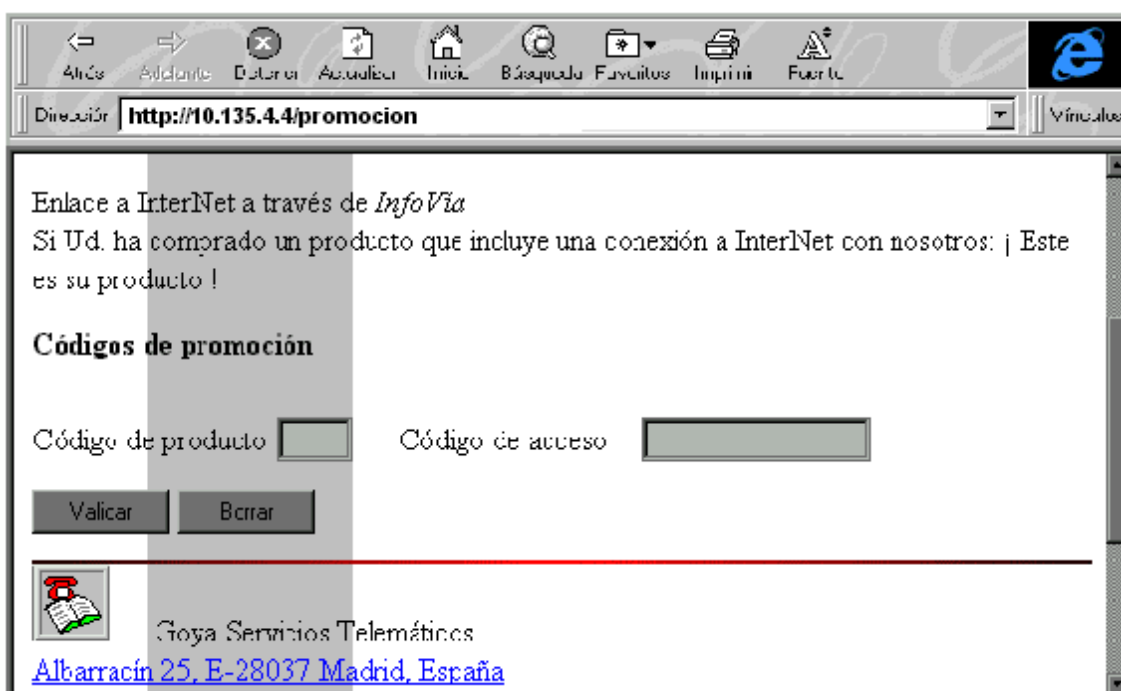 Atrás Adelante Detener Actualizar Inicio Búsqueda Favoritos Imprimir Fuente
Dirección http://10.135.4.4/promocion Vínculos
Enlace a InterNet a través de InfoVía
Si Ud. ha comprado un producto que incluye una conexión a InterNet con nosotros: ¡ Este
es su producto !
Códigos de promoción
Código de producto Código de acceso
Validar Borrar
Goya Servicios Telemáticos
Albarracín 25, E-28037 Madrid, España